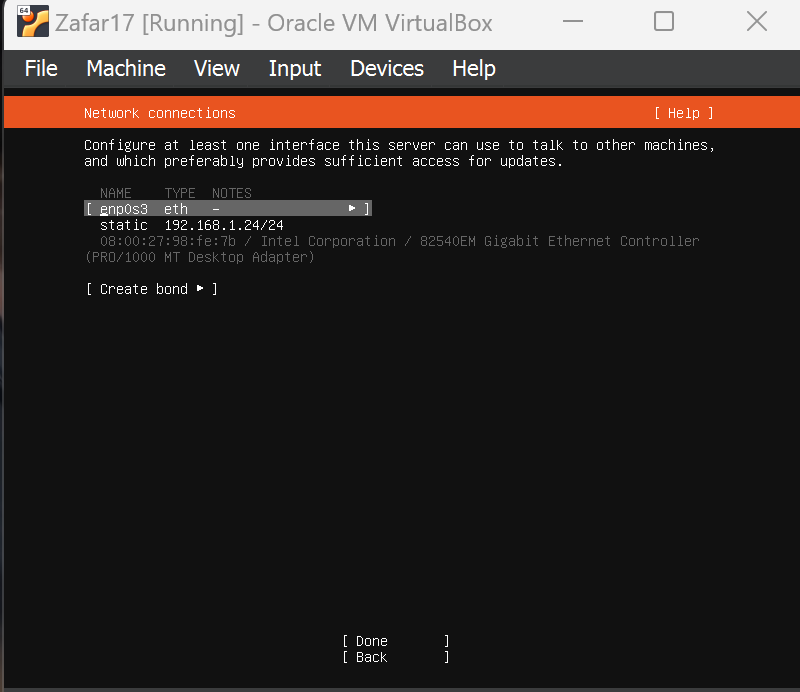 64
Zafar17 [Running] - Oracle VM VirtualBox
File Machine View Input Devices Help
Network connections [ Help ]
Configure at least one interface this server can use to talk to other machines,
and which preferably provides sufficient access for updates.
NAME TYPE NOTES
[ enp0s3 eth - ▸ ]
static 192.168.1.24/24
08:00:27:98:fe:7b / Intel Corporation / 82540EM Gigabit Ethernet Controller
(PRO/1000 MT Desktop Adapter)
[ Create bond ▸ ]
[ Done ]
[ Back ]